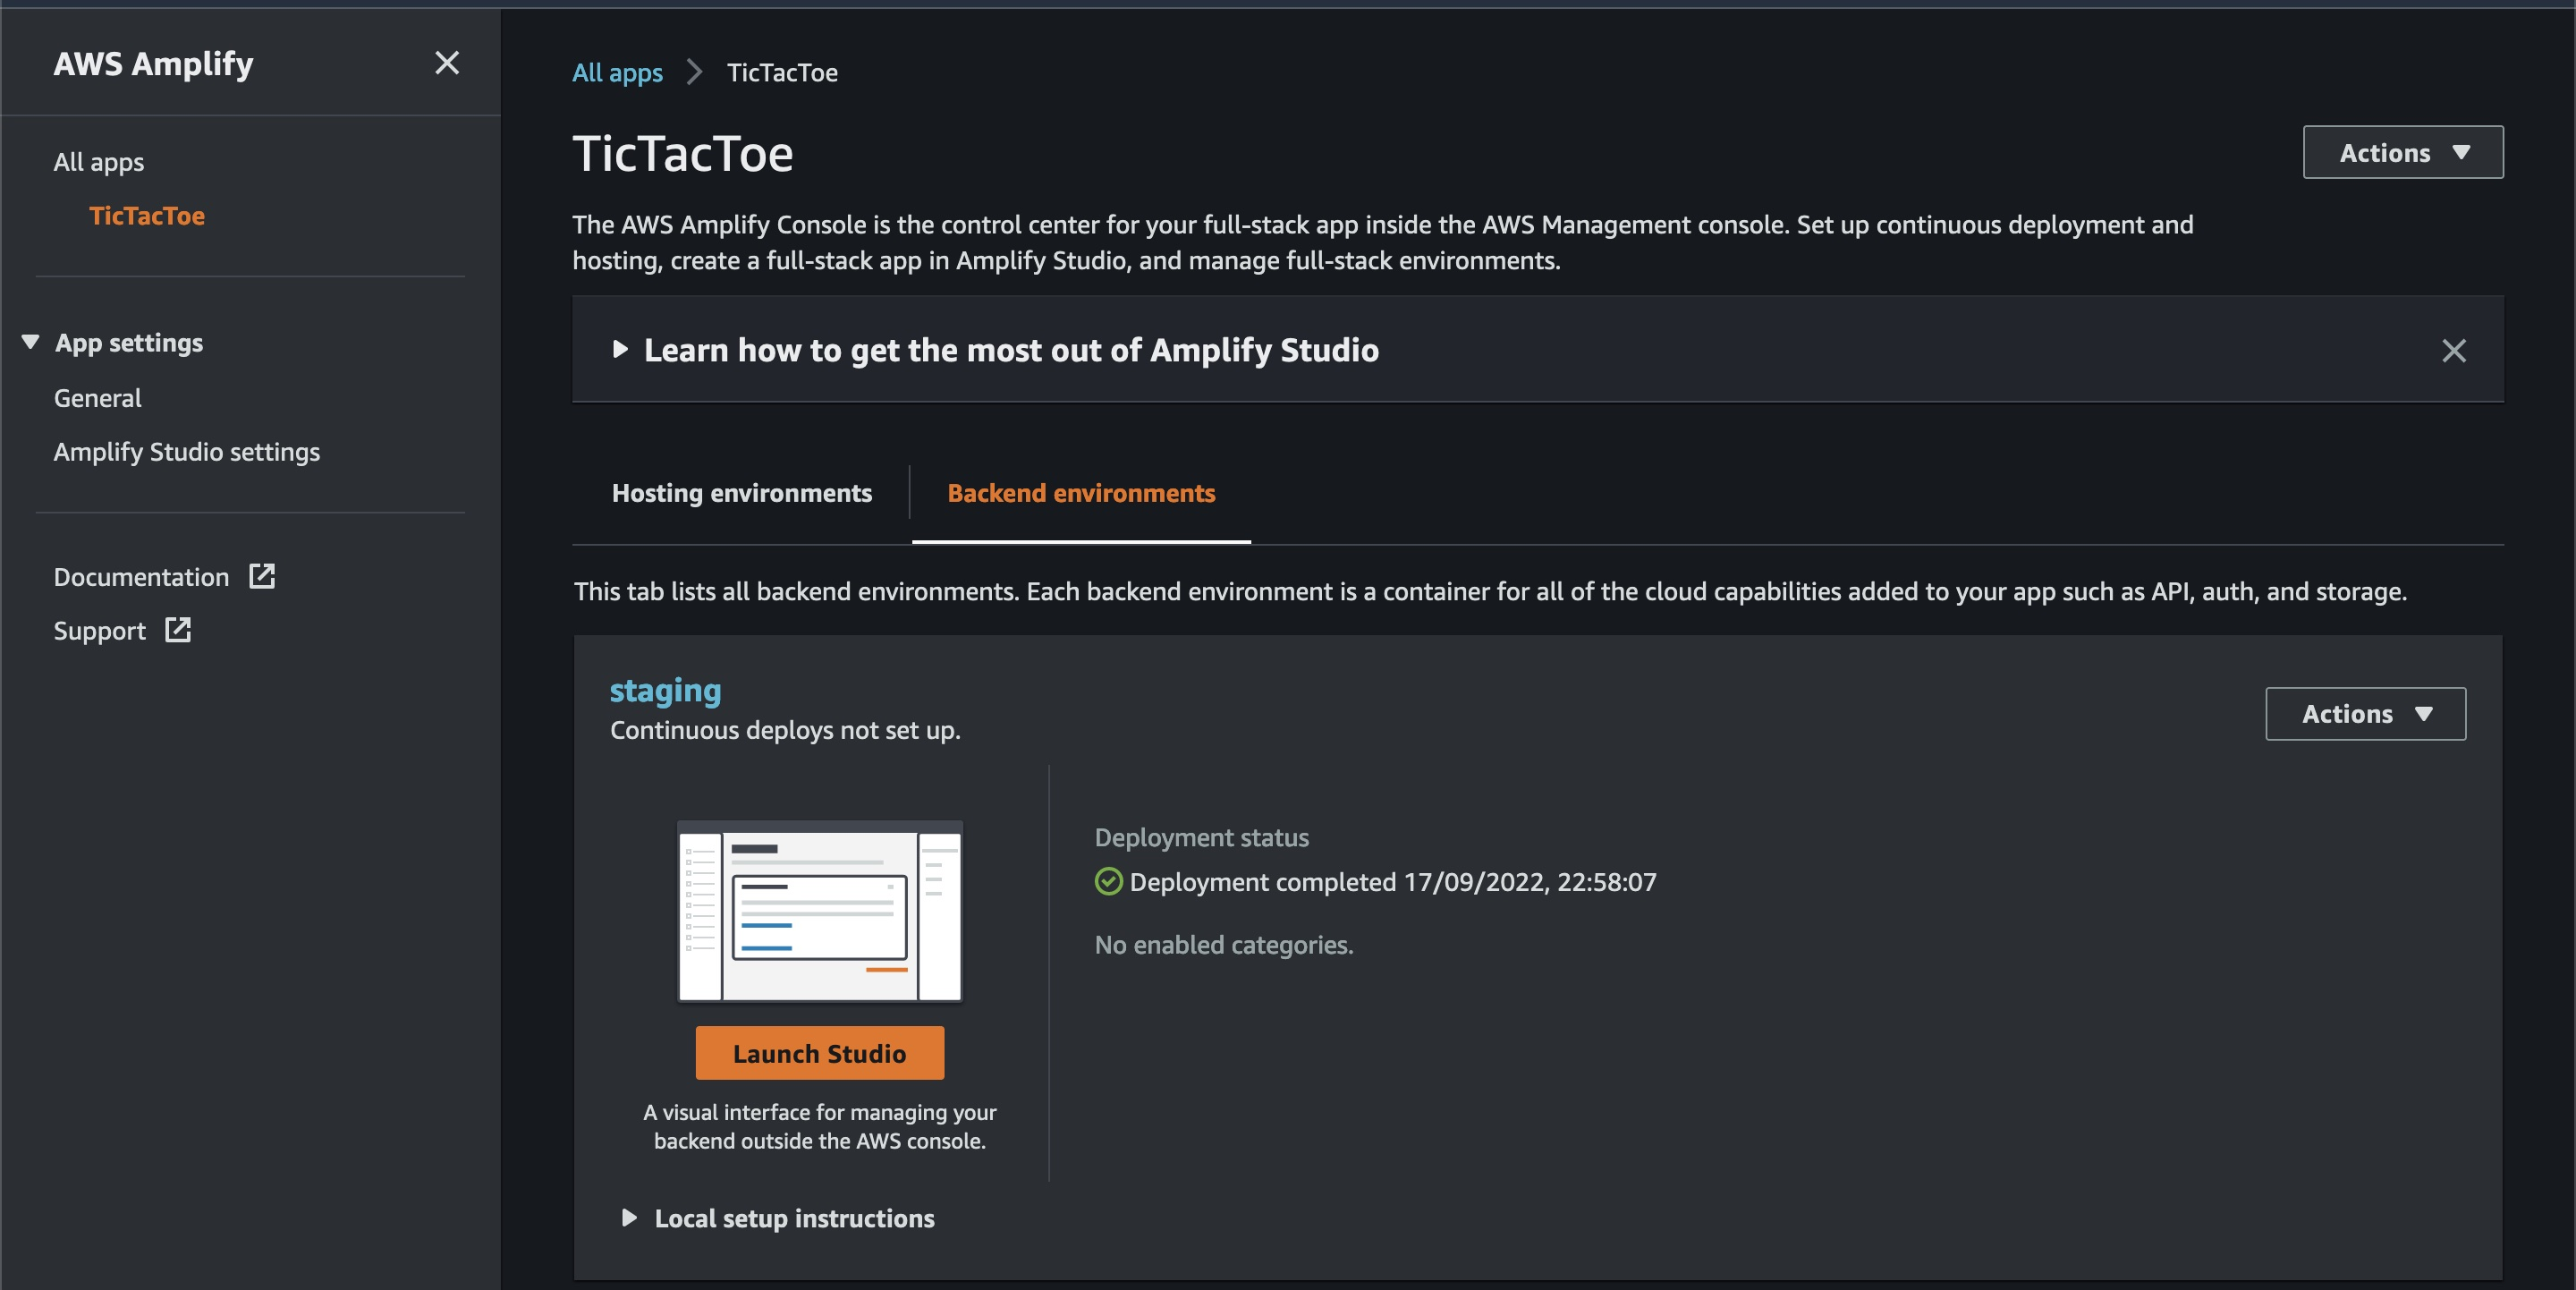 AWS Amplify
All apps
TicTacToe
App settings
General
Amplify Studio settings
Documentation
Support
All apps
TicTacToe
TicTacToe
Actions
The AWS Amplify Console is the control center for your full-stack app inside the AWS Management console. Set up continuous deployment and
hosting, create a full-stack app in Amplify Studio, and manage full-stack environments.
Learn how to get the most out of Amplify Studio
Hosting environments
Backend environments
This tab lists all backend environments. Each backend environment is a container for all of the cloud capabilities added to your app such as API, auth, and storage.
staging
Continuous deploys not set up.
Actions
Launch Studio
A visual interface for managing your
backend outside the AWS console.
Deployment status
Deployment completed 17/09/2022, 22:58:07
No enabled categories.
Local setup instructions